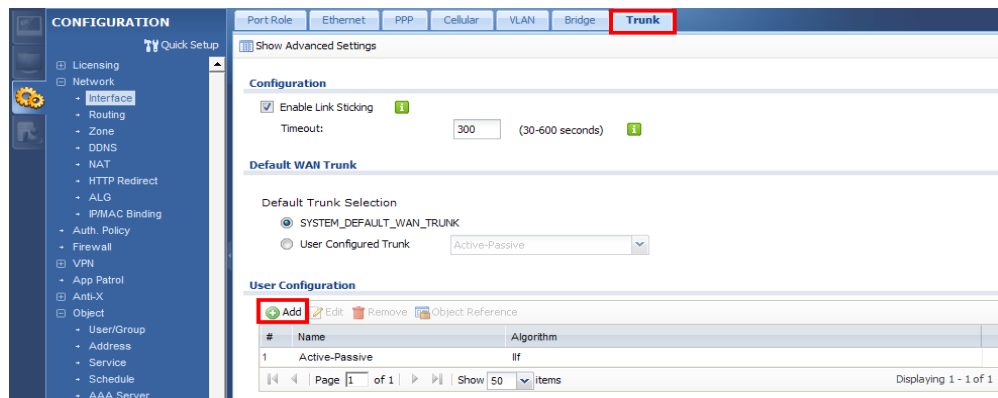 CONFIGURATION
Quick Setup
Licensing
Network
Interface
Routing
Zone
DDNS
NAT
HTTP Redirect
ALG
IP/MAC Binding
Auth. Policy
Firewall
VPN
App Patrol
Anti-X
Object
User/Group
Address
Service
Schedule
AAA Server
Port Role Ethernet PPP Cellular VLAN Bridge Trunk
Show Advanced Settings
Configuration
Enable Link Sticking
Timeout: 300 (30-600 seconds)
Default WAN Trunk
Default Trunk Selection
SYSTEM_DEFAULT_WAN_TRUNK
User Configured Trunk Active-Passive
User Configuration
Add Edit Remove Object Reference
# Name Algorithm
1 Active-Passive llf
Page 1 of 1 Show 50 items Displaying 1 - 1 of 1